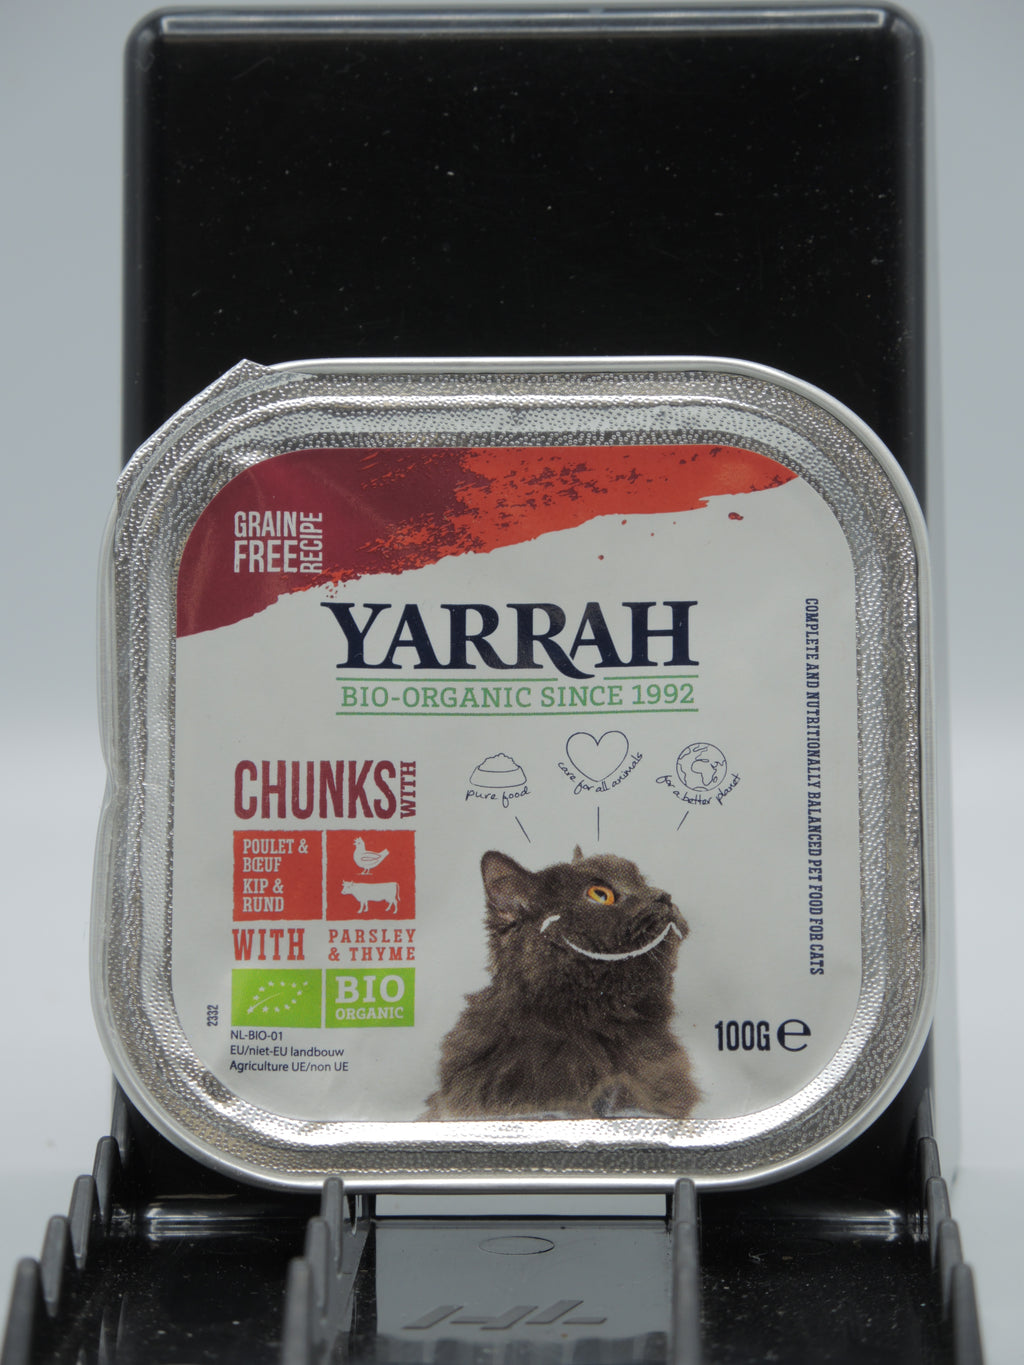 GRAIN
FREE
RECIPE
YARRAH
BIO-ORGANIC SINCE 1992
CHUNKS
WITH
pure food
care for all animals
for a better planet
POULET &
BŒUF
KIP &
RUND
WITH
PARSLEY
& THYME
BIO
ORGANIC
2332
NL-BIO-01
EU/niet-EU landbouw
Agriculture UE/non UE
100G e
COMPLETE AND NUTRITIONALLY BALANCED PET FOOD FOR CATS